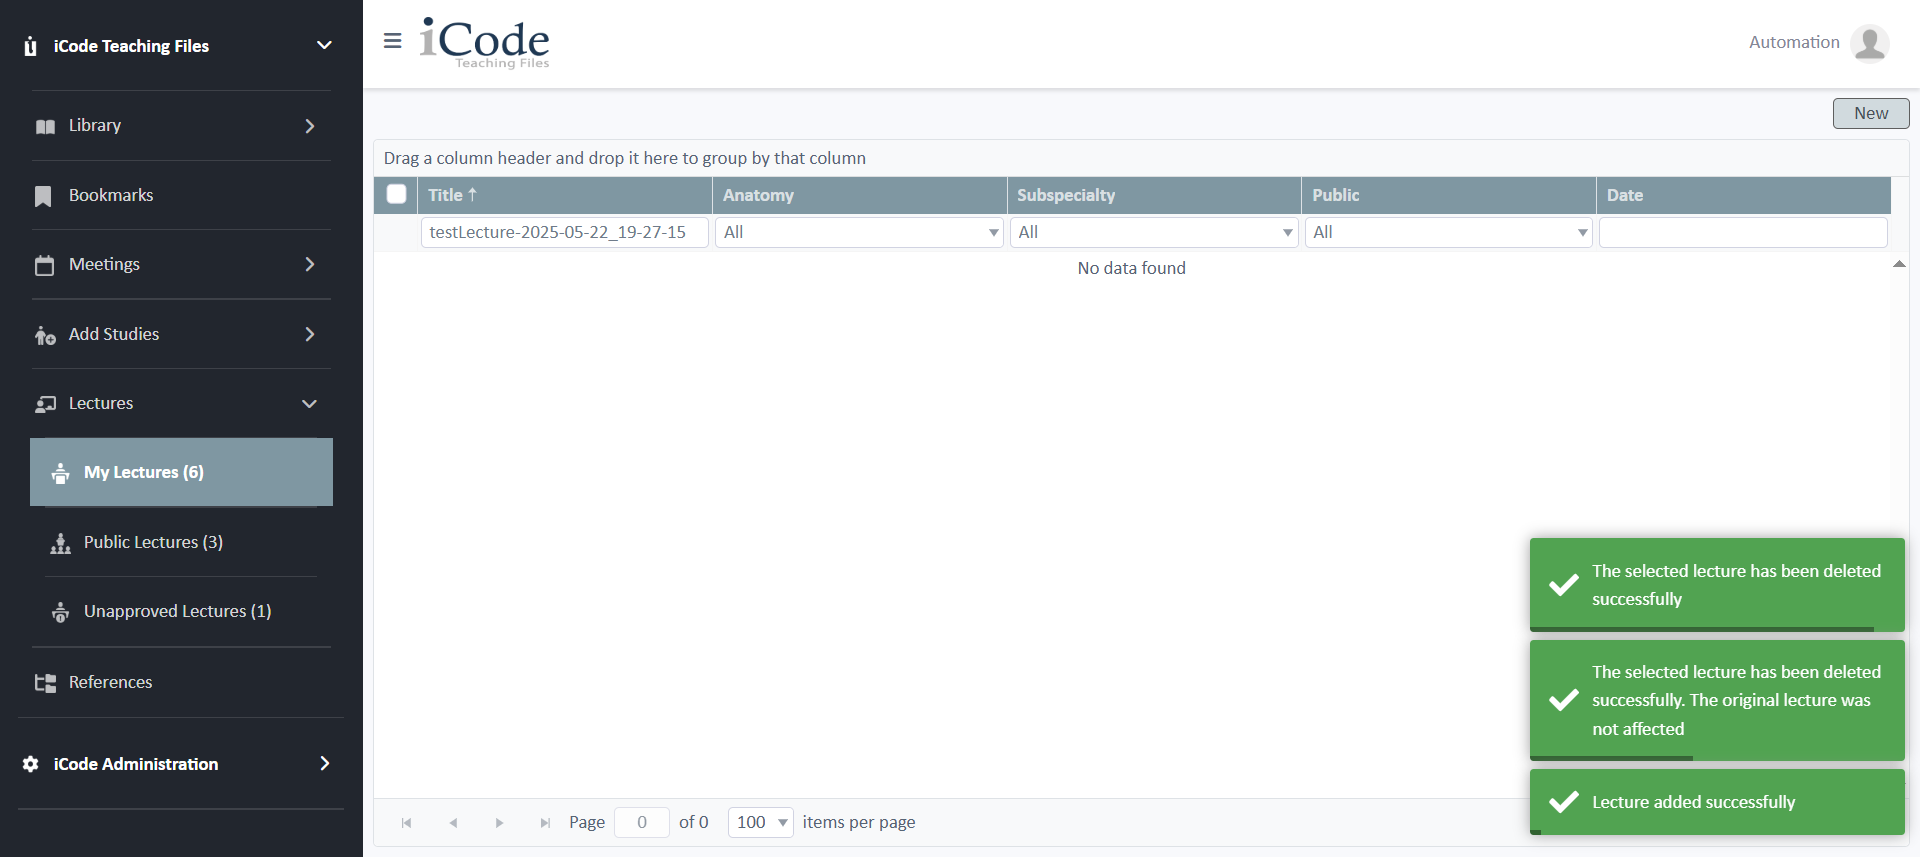 iCode Teaching Files
Library
Bookmarks
Meetings
Add Studies
Lectures
My Lectures (6)
Public Lectures (3)
Unapproved Lectures (1)
References
iCode Administration
iCode
Teaching Files
Automation
New
Drag a column header and drop it here to group by that column
Title Anatomy Subspecialty Public Date
testLecture-2025-05-22_19-27-15 All All All
No data found
The selected lecture has been deleted
successfully
The selected lecture has been deleted
successfully. The original lecture was
not affected
Lecture added successfully
Page 0 of 0 100 items per page